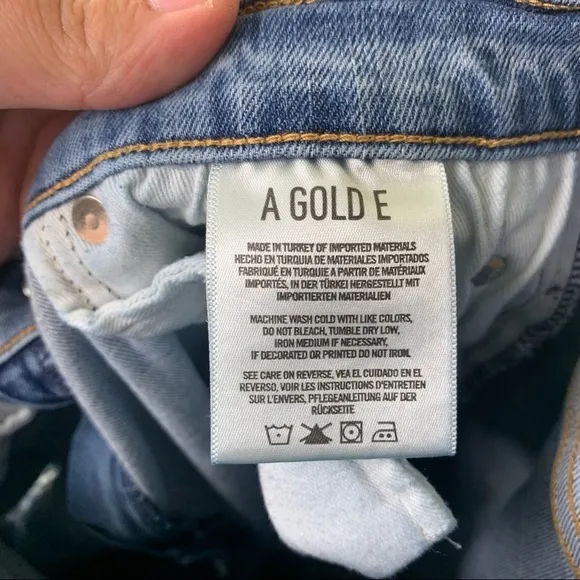 A GOLD E
MADE IN TURKEY OF IMPORTED MATERIALS
HECHO EN TURQUIA DE MATERIALES IMPORTADOS
FABRIQUÉ EN TURQUIE A PARTIR DE MATÉRIAUX
IMPORTÉS, IN DER TÜRKEI HERGESTELLT MIT
IMPORTIERTEN MATERIALIEN
MACHINE WASH COLD WITH LIKE COLORS,
DO NOT BLEACH, TUMBLE DRY LOW,
IRON MEDIUM IF NECESSARY,
IF DECORATED OR PRINTED DO NOT IRON.
SEE CARE ON REVERSE, VEA EL CUIDADO EN EL
REVERSO, VOIR LES INSTRUCTIONS D'ENTRETIEN
SUR L'ENVERS, PFLEGEANLEITUNG AUF DER
RÜCKSEITE